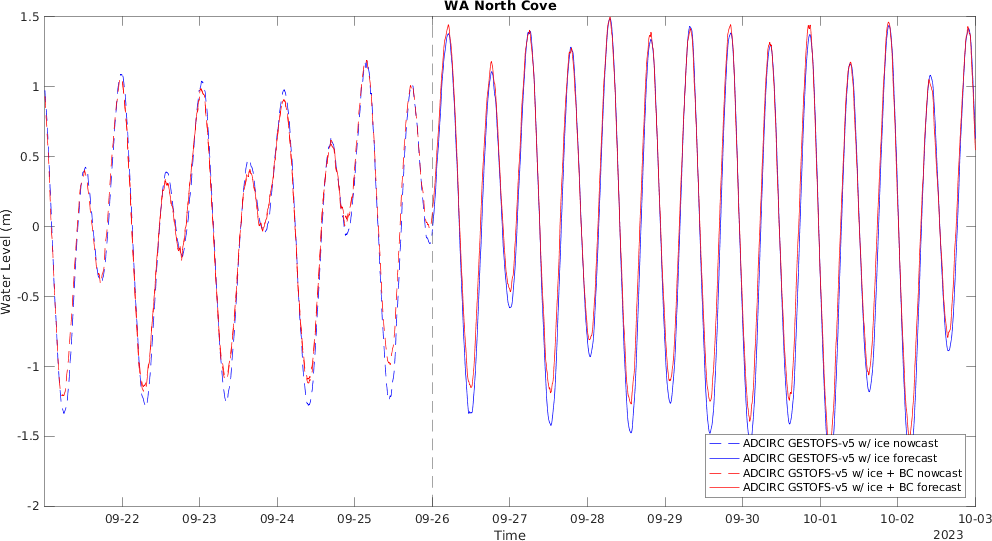 WA North Cove
1.5
1
0.5
0
-0.5
-1
-1.5
-2
Water Level (m)
09-22 09-23 09-24 09-25 09-26 09-27 09-28 09-29 09-30 10-01 10-02 10-03
Time
2023
ADCIRC GESTOFS-v5 w/ ice nowcast
ADCIRC GESTOFS-v5 w/ ice forecast
ADCIRC GSTOFS-v5 w/ ice + BC nowcast
ADCIRC GSTOFS-v5 w/ ice + BC forecast